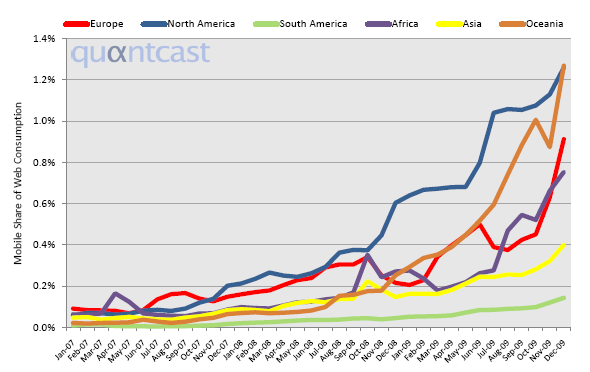 Europe North America South America Africa Asia Oceania
quantcast
Mobile Share of Web Consumption
1.4%
1.2%
1.0%
0.8%
0.6%
0.4%
0.2%
0.0%
Jan-07 Feb-07 Mar-07 Apr-07 May-07 Jun-07 Jul-07 Aug-07 Sep-07 Oct-07 Nov-07 Dec-07 Jan-08 Feb-08 Mar-08 Apr-08 May-08 Jun-08 Jul-08 Aug-08 Sep-08 Oct-08 Nov-08 Dec-08 Jan-09 Feb-09 Mar-09 Apr-09 May-09 Jun-09 Jul-09 Aug-09 Sep-09 Oct-09 Nov-09 Dec-09